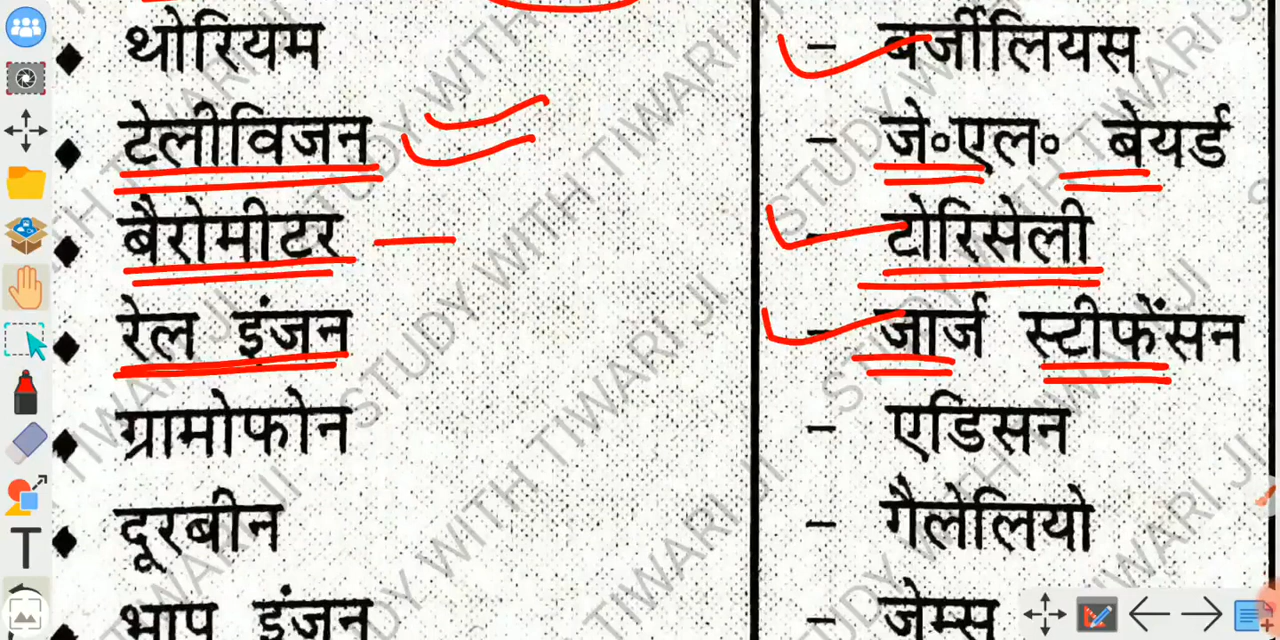 ♦ थोरियम – बर्जीलियस
♦ टेलीविजन – जे॰एल॰ बेयर्ड
♦ बैरोमीटर – टोरिसेली
♦ रेल इंजन – जार्ज स्टीफेंसन
♦ ग्रामोफोन – एडिसन
♦ दूरबीन – गैलेलियो
♦ भाप इंजन – जेम्स
STUDY WITH TIWARI JI